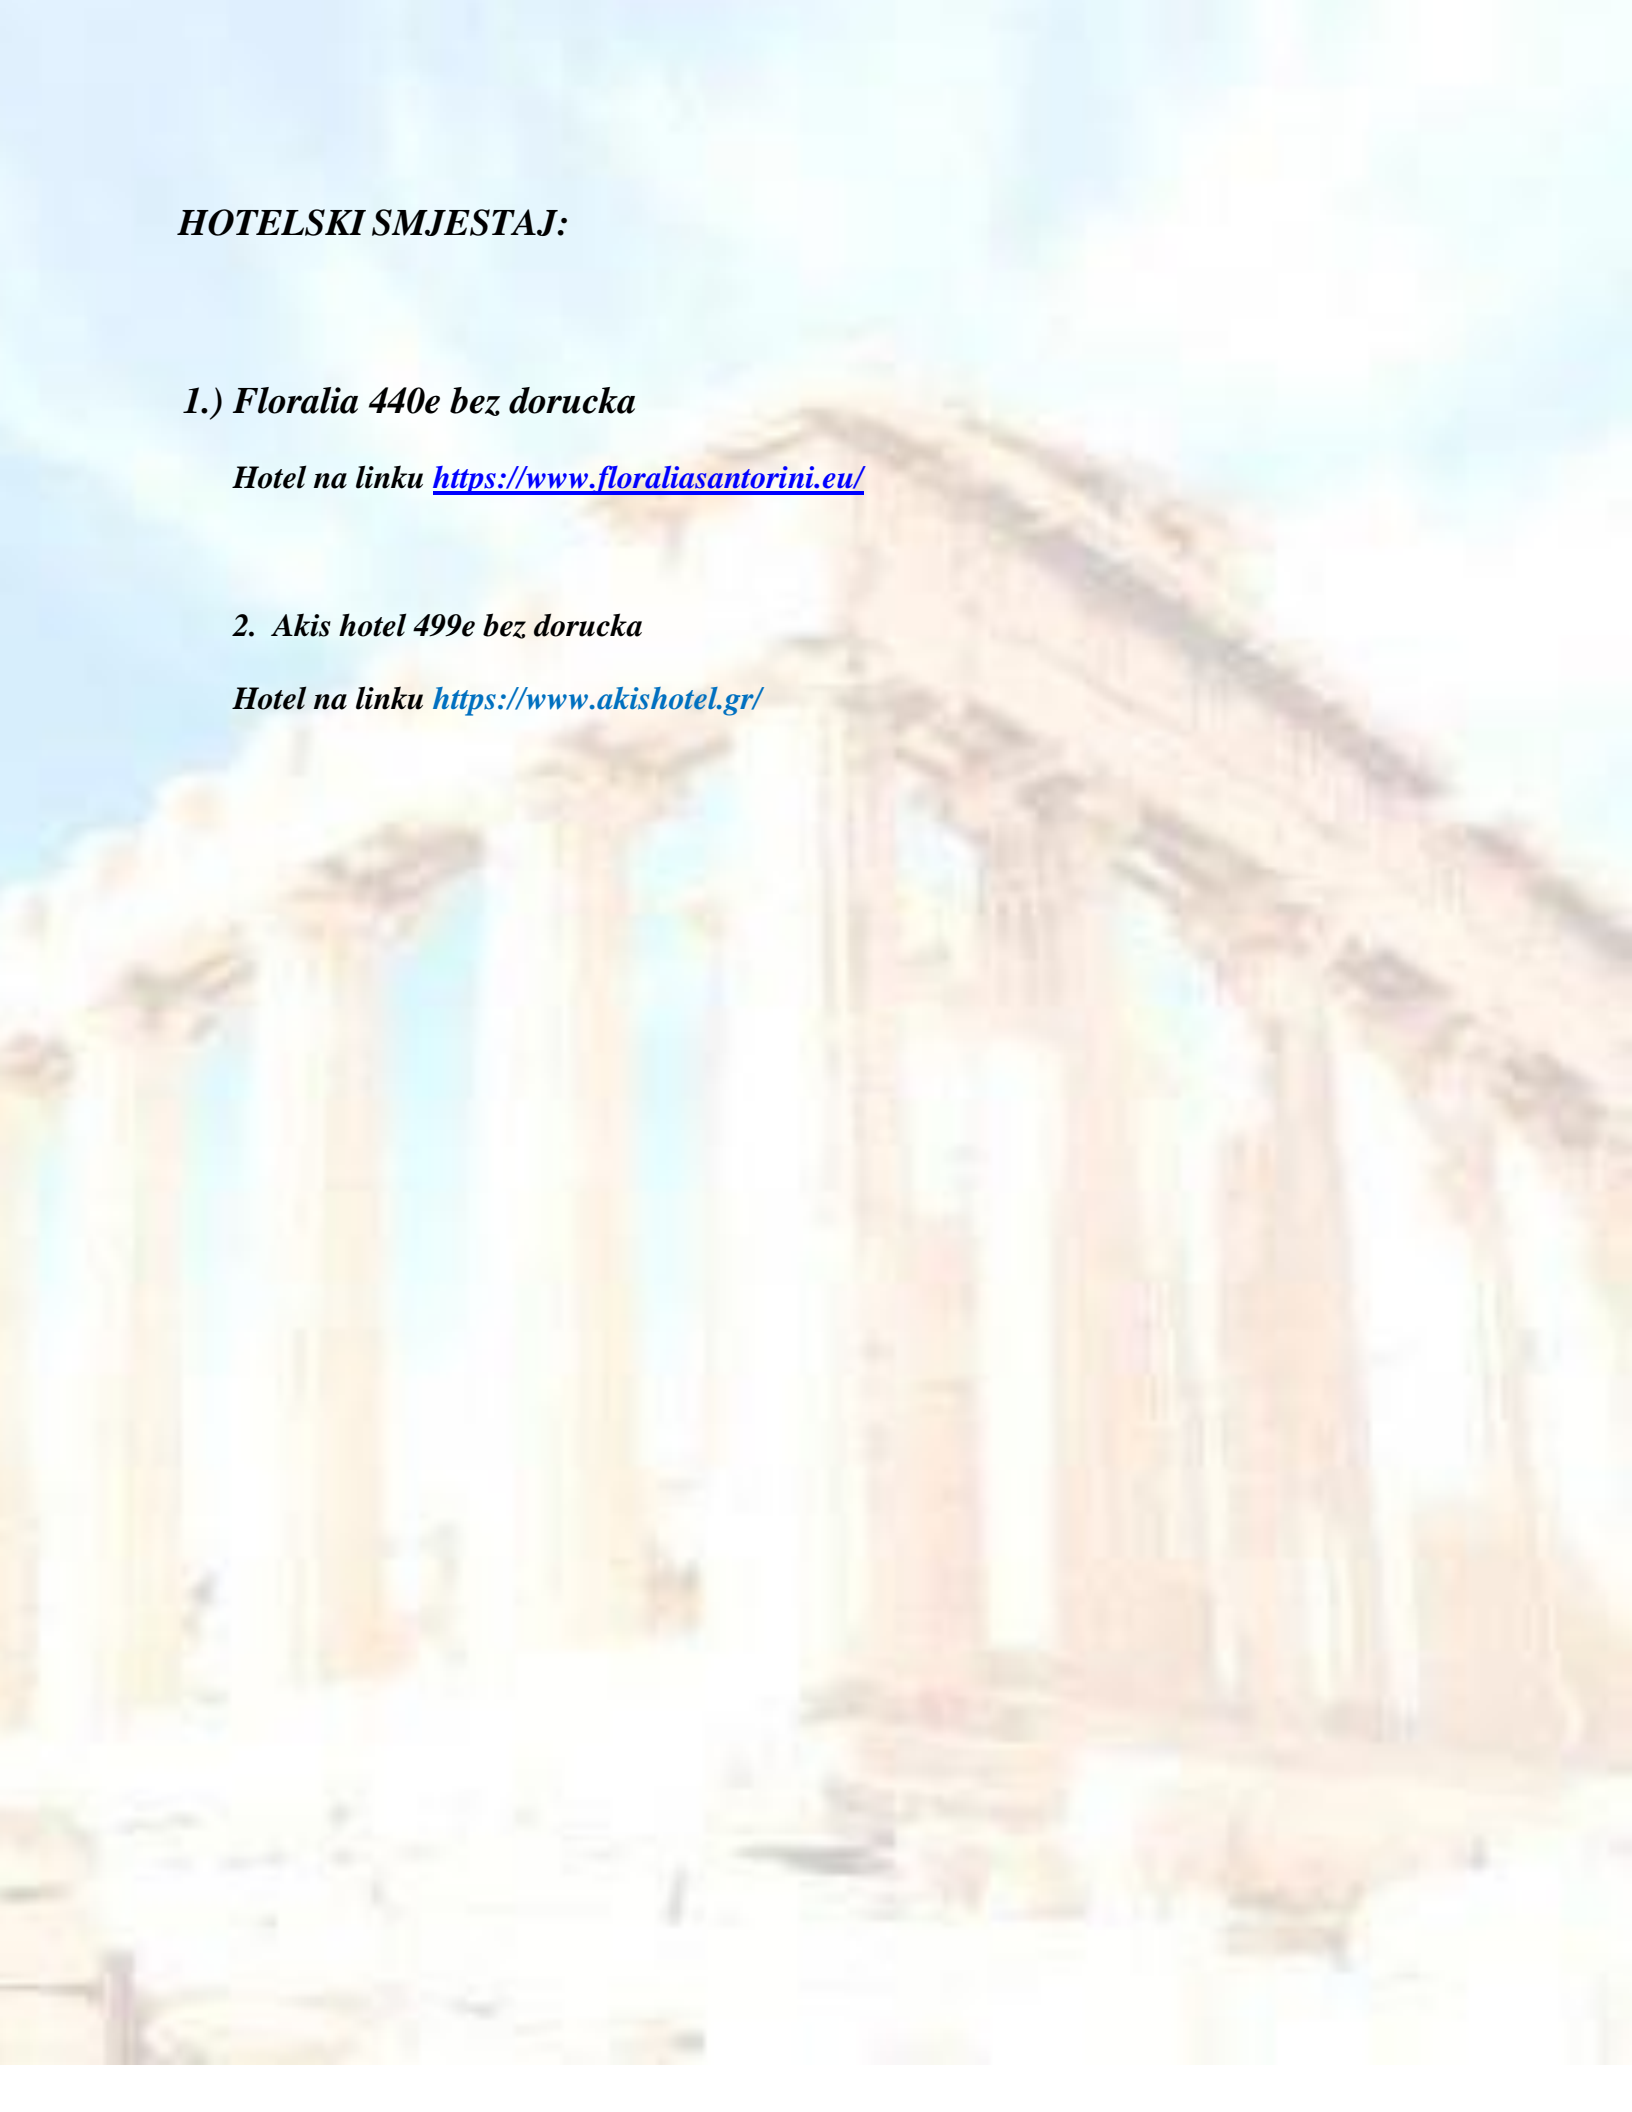 HOTELSKI SMJESTAJ:
1.) Floralia 440e bez dorucka
Hotel na linku https://www.floraliasantorini.eu/
2. Akis hotel 499e bez dorucka
Hotel na linku https://www.akishotel.gr/